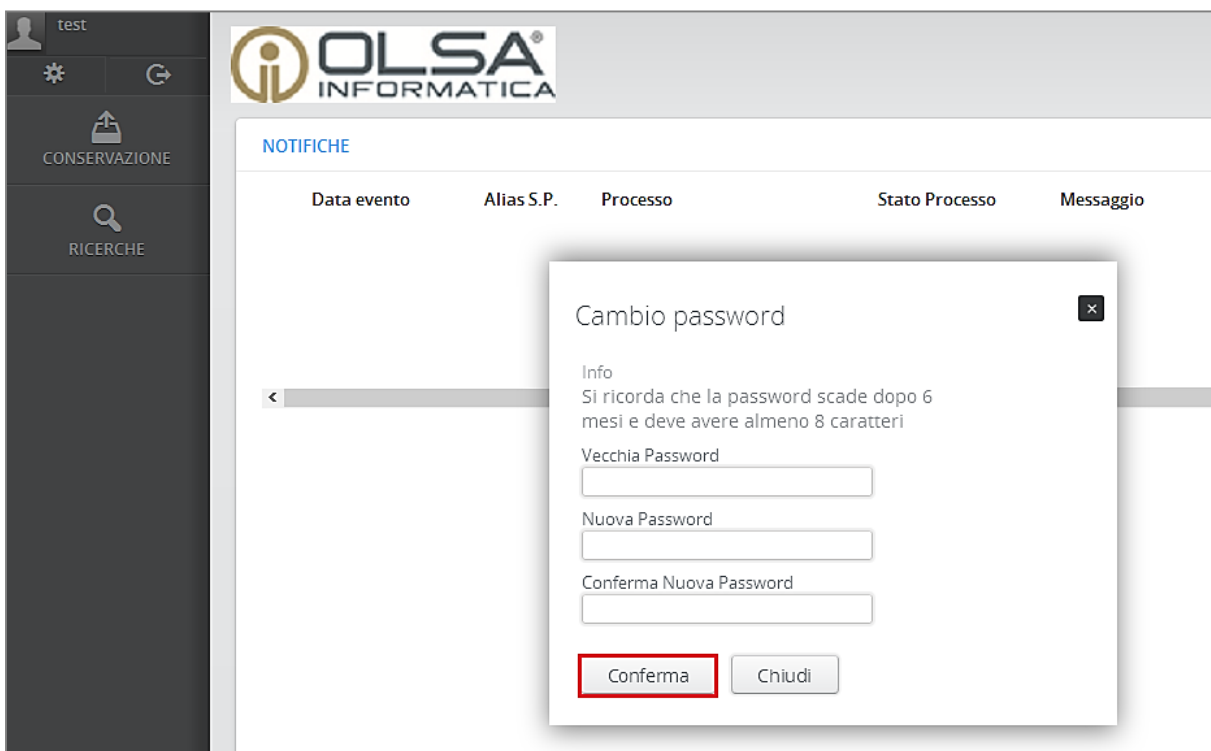 test
OLSA®
INFORMATICA
CONSERVAZIONE
RICERCHE
NOTIFICHE
Data evento Alias S.P. Processo Stato Processo Messaggio
Cambio password
Info
Si ricorda che la password scade dopo 6
mesi e deve avere almeno 8 caratteri
Vecchia Password
Nuova Password
Conferma Nuova Password
Conferma Chiudi